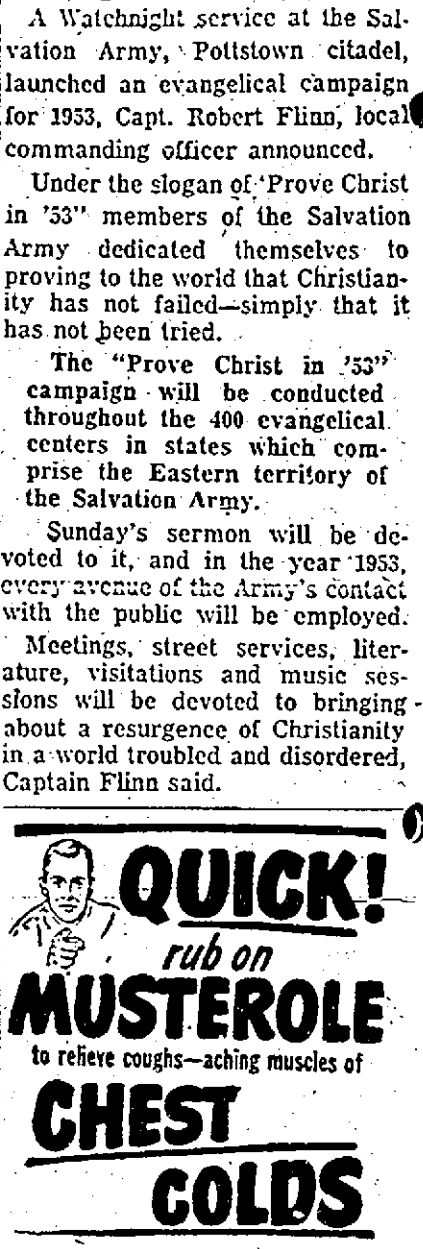 A Watchnight service at the Sal-
vation Army, Pottstown citadel,
launched an evangelical campaign
for 1953, Capt. Robert Flinn, local
commanding officer announced.
Under the slogan of "Prove Christ
in '53" members of the Salvation
Army dedicated themselves to
proving to the world that Christian-
ity has not failed—simply that it
has not been tried.
The "Prove Christ in '53"
campaign will be conducted
throughout the 400 evangelical
centers in states which com-
prise the Eastern territory of
the Salvation Army.
Sunday's sermon will be de-
voted to it, and in the year 1953,
every avenue of the Army's contact
with the public will be employed.
Meetings, street services, liter-
ature, visitations and music ses-
sions will be devoted to bringing
about a resurgence of Christianity
in a world troubled and disordered,
Captain Flinn said.
QUICK!
rub on
MUSTEROLE
to relieve coughs—aching muscles of
CHEST
COLDS